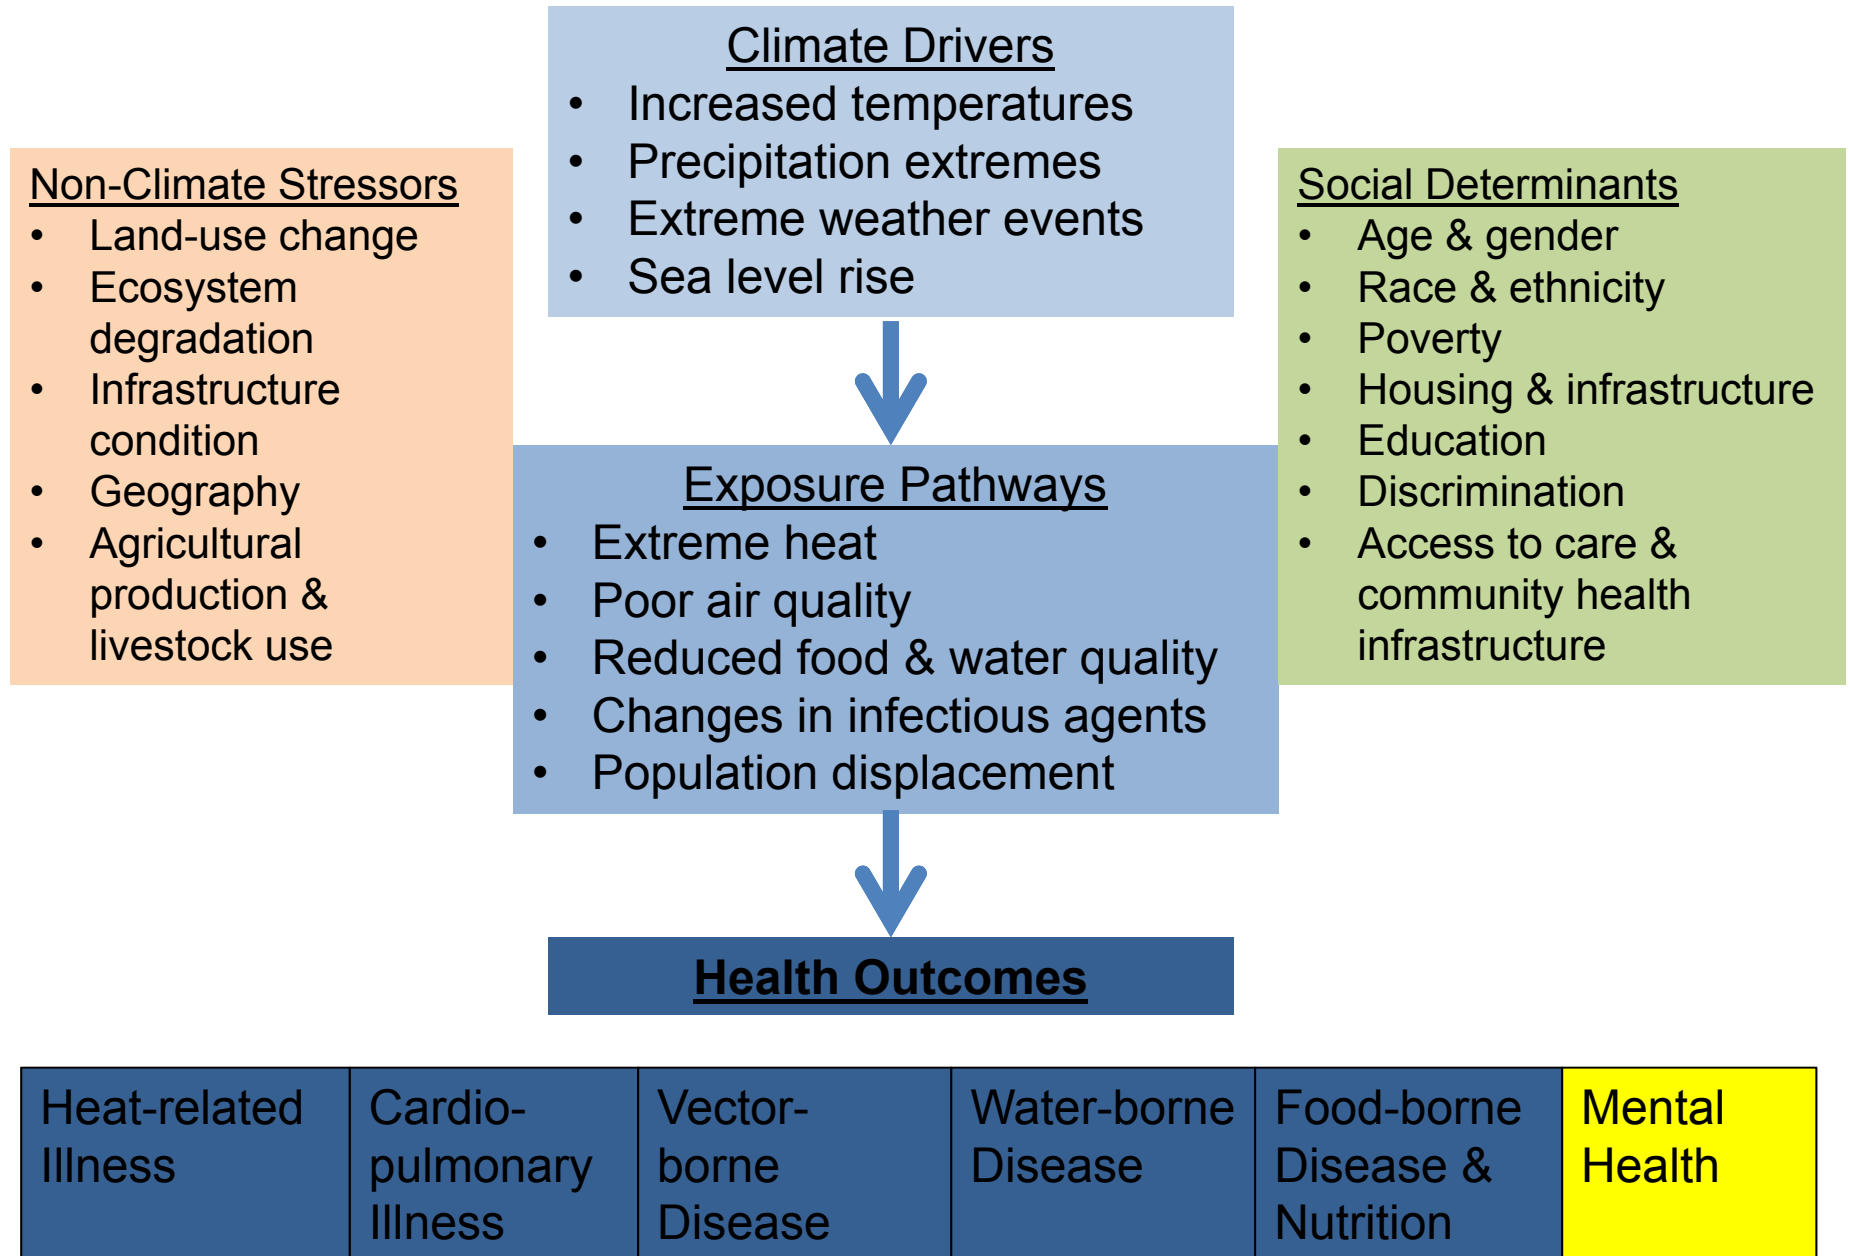 Climate Drivers
• Increased temperatures
• Precipitation extremes
• Extreme weather events
• Sea level rise
Non-Climate Stressors
• Land-use change
• Ecosystem
degradation
• Infrastructure
condition
• Geography
• Agricultural
production &
livestock use
Social Determinants
• Age & gender
• Race & ethnicity
• Poverty
• Housing & infrastructure
• Education
• Discrimination
• Access to care &
community health
infrastructure
Exposure Pathways
• Extreme heat
• Poor air quality
• Reduced food & water quality
• Changes in infectious agents
• Population displacement
Health Outcomes
Heat-related
Illness
Cardio-
pulmonary
Illness
Vector-
borne
Disease
Water-borne
Disease
Food-borne
Disease &
Nutrition
Mental
Health